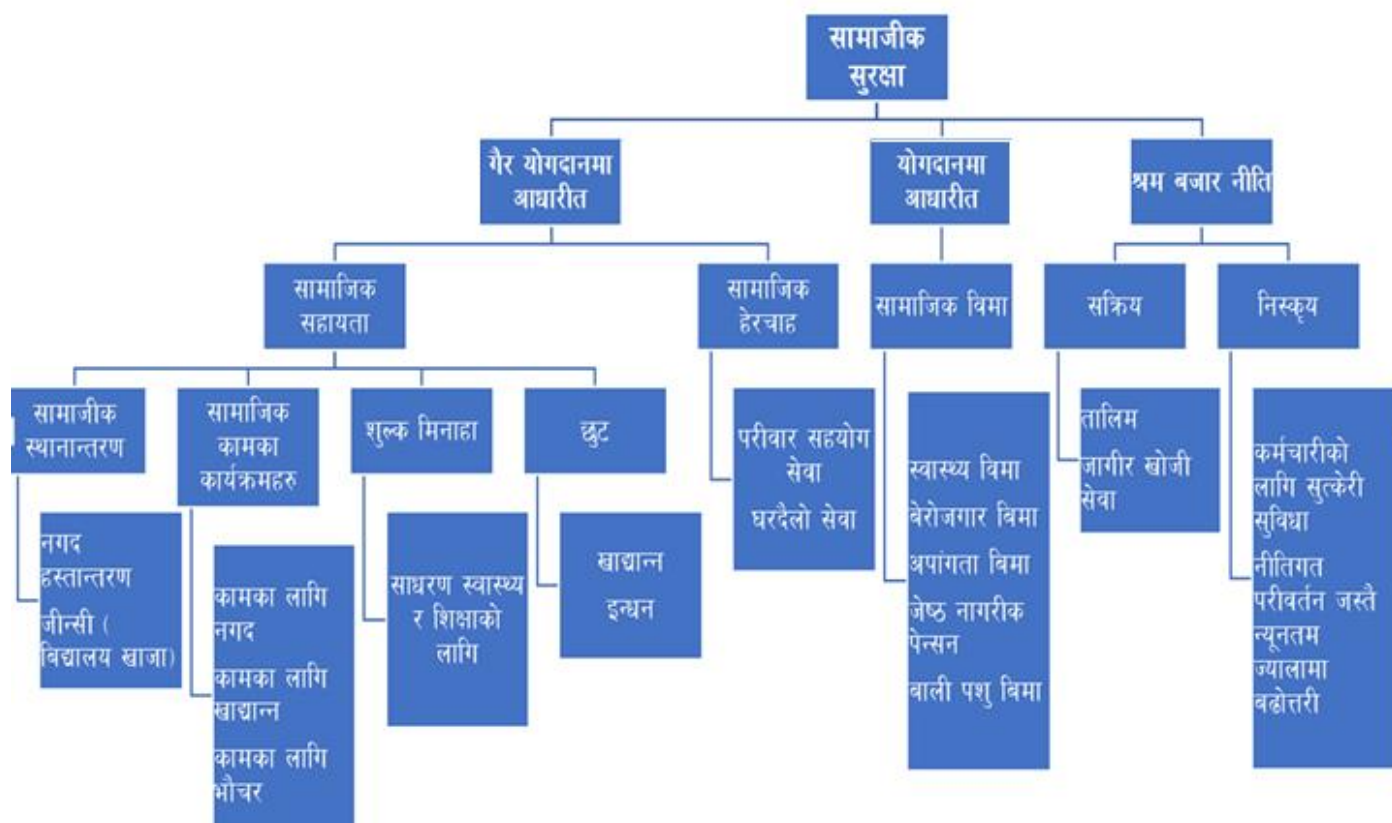 सामाजीक
सुरक्षा
गैर योगदानमा
आधारीत
योगदानमा
आधारीत
श्रम बजार नीति
सामाजिक
सहायता
सामाजिक
हेरचाह
सामाजिक विमा
सक्रिय
निस्कृय
सामाजीक
स्थानान्तरण
सामाजिक
कामका
कार्यक्रमहरु
शुल्क मिनाहा
छुट
परीवार सहयोग
सेवा
घरदैलो सेवा
स्वास्थ्य विमा
बेरोजगार बिमा
अपांगता बिमा
जेष्ठ नागरीक
पेन्सन
बाली पशु बिमा
तालिम
जागीर खोजी
सेवा
कर्मचारीको
लागि सुत्केरी
सुविधा
नीतिगत
परीवर्तन जस्तै
न्यूनतम
ज्यालामा
बढोत्तरी
नगद
हस्तान्तरण
जीन्सी (
बिद्यालय खाजा)
कामका लागि
नगद
कामका लागि
खाद्यान्न
कामका लागि
भौचर
साधरण स्वास्थ्य
र शिक्षाको
लागि
खाद्यान्न
इन्धन